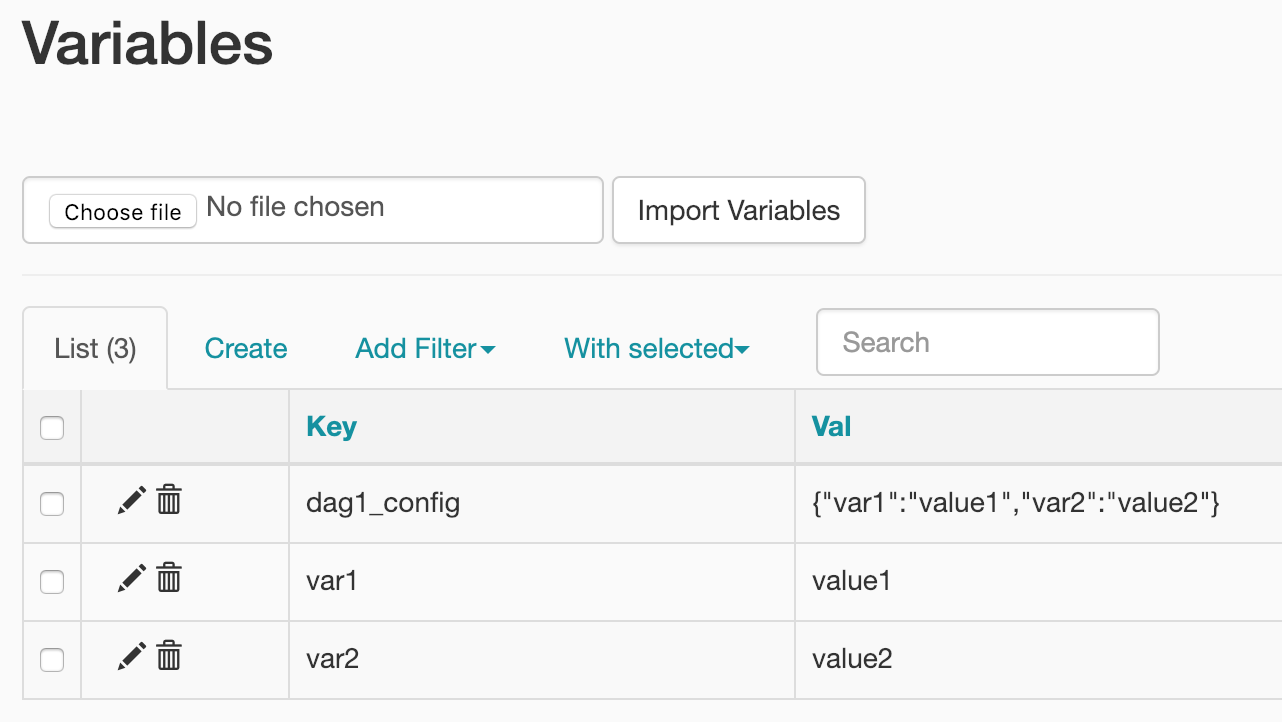 Variables
Choose file No file chosen Import Variables
List (3) Create Add Filter With selected Search
Key Val
dag1_config {"var1":"value1","var2":"value2"}
var1 value1
var2 value2